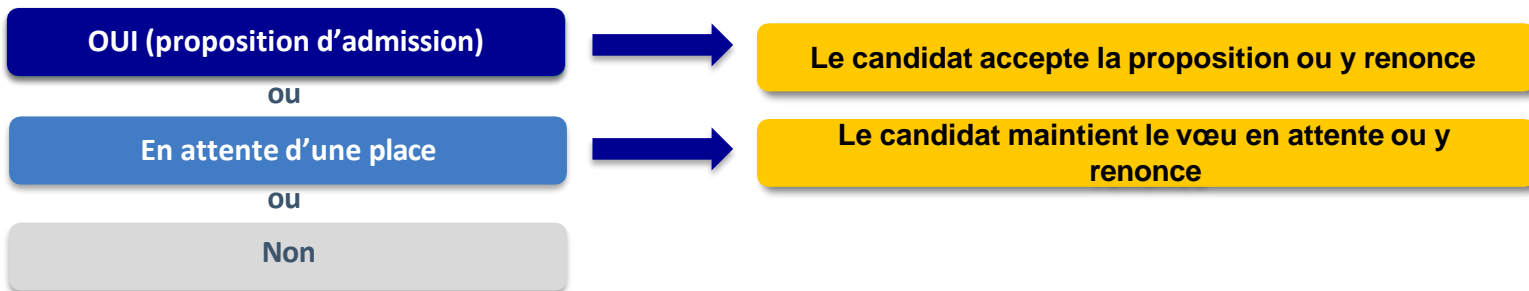 OUI (proposition d’admission)
Le candidat accepte la proposition ou y renonce
ou
En attente d’une place
Le candidat maintient le vœu en attente ou y
renonce
ou
Non